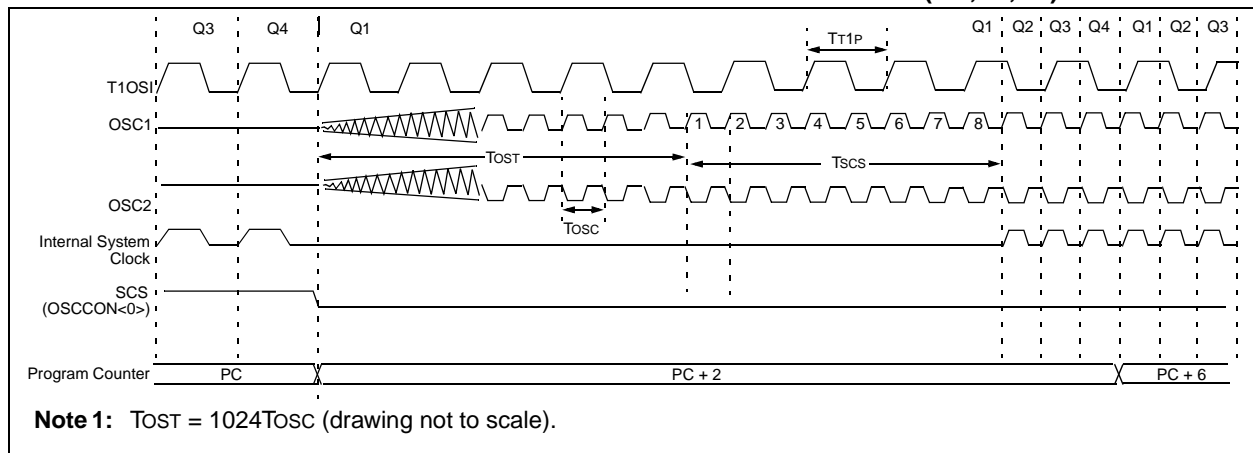 Q3 Q4 Q1 Q1 Q2 Q3 Q4 Q1 Q2 Q3
TT1P
T1OSI
OSC1
1 2 3 4 5 6 7 8
TOST TSCS
OSC2
TOSC
Internal System
Clock
SCS
(OSCCON<0>)
Program Counter PC PC + 2 PC + 6
Note 1: TOST = 1024TOSC (drawing not to scale).